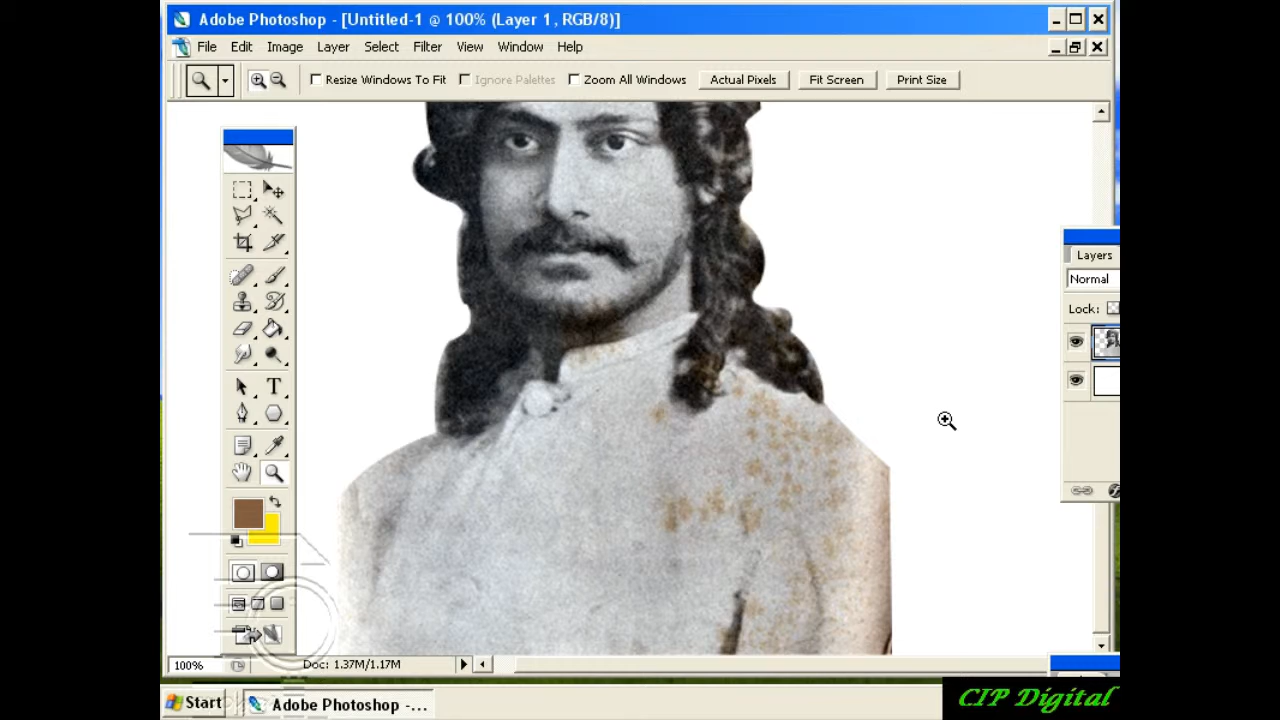 Adobe Photoshop - [Untitled-1 @ 100% (Layer 1, RGB/8)]
File Edit Image Layer Select Filter View Window Help
Resize Windows To Fit Ignore Palettes Zoom All Windows Actual Pixels Fit Screen Print Size
Layers
Normal
Lock:
T
100% Doc: 1.37M/1.17M
Start Adobe Photoshop -...
CIP Digital